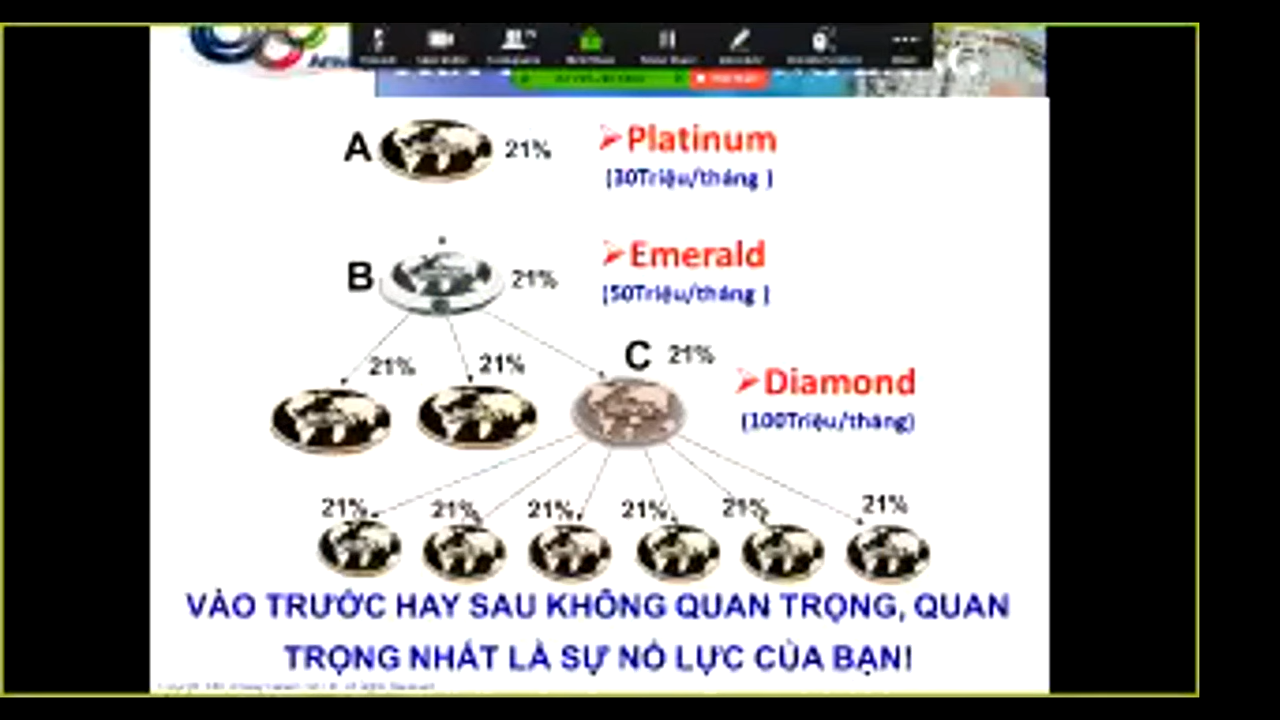 A 21% ➢Platinum
(30Triệu/tháng )
➢Emerald
B 21%
(50Triệu/tháng )
C 21%
21% 21%
➢Diamond
(100Triệu/tháng)
21% 21% 21% 21% 21% 21%
VÀO TRƯỚC HAY SAU KHÔNG QUAN TRỌNG, QUAN
TRỌNG NHẤT LÀ SỰ NỖ LỰC CỦA BẠN!